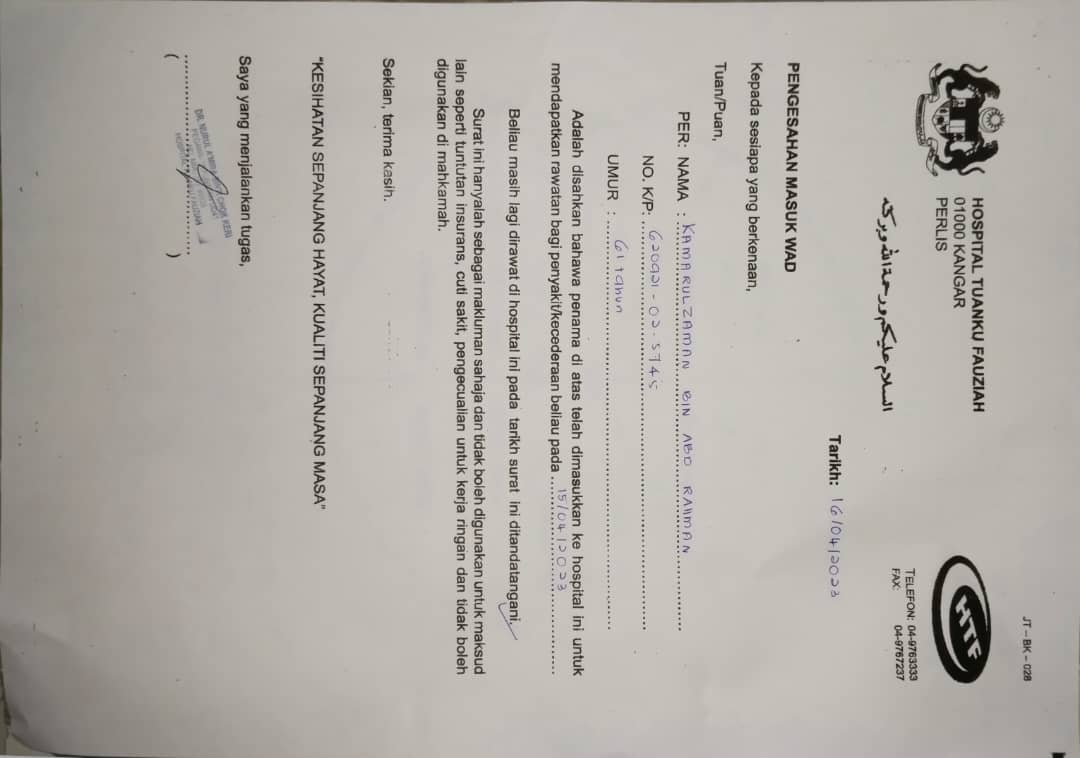 JT – BK – 028
HOSPITAL TUANKU FAUZIAH
01000 KANGAR
PERLIS
HTF
TELEFON: 04-9763333
FAX: 04-9767237
السلام عليكم ورحمة الله وبركته
Tarikh: 16/04/2023
PENGESAHAN MASUK WAD
Kepada sesiapa yang berkenaan,
Tuan/Puan,
PER: NAMA : KAMARULZAMAN BIN ABD RAHMAN
NO. K/P: 620921-02-5745
UMUR : 61 tahun
Adalah disahkan bahawa penama di atas telah dimasukkan ke hospital ini untuk
mendapatkan rawatan bagi penyakit/kecederaan beliau pada 15/04/2023
Beliau masih lagi dirawat di hospital ini pada tarikh surat ini ditandatangani.
Surat ini hanyalah sebagai makluman sahaja dan tidak boleh digunakan untuk maksud
lain seperti tuntutan insurans, cuti sakit, pengecualian untuk kerja ringan dan tidak boleh
digunakan di mahkamah.
Sekian, terima kasih.
“KESIHATAN SEPANJANG HAYAT, KUALITI SEPANJANG MASA”
Saya yang menjalankan tugas,
DR. NURUL A'MIRA BINTI CHOK KERI
HOSPITAL TUANKU FAUZIAH
( )